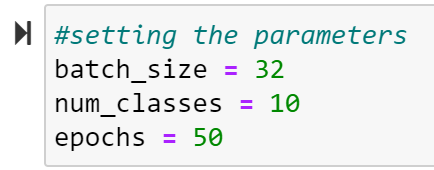 #setting the parameters
batch_size = 32
num_classes = 10
epochs = 50